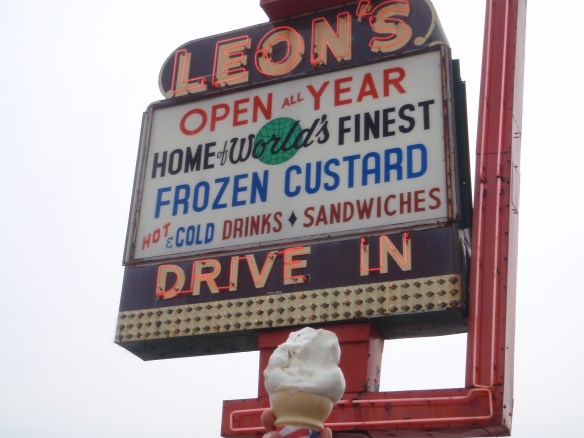 LEON'S
OPEN ALL YEAR
HOME of World's FINEST
FROZEN CUSTARD
HOT & COLD DRINKS ♦ SANDWICHES
DRIVE IN